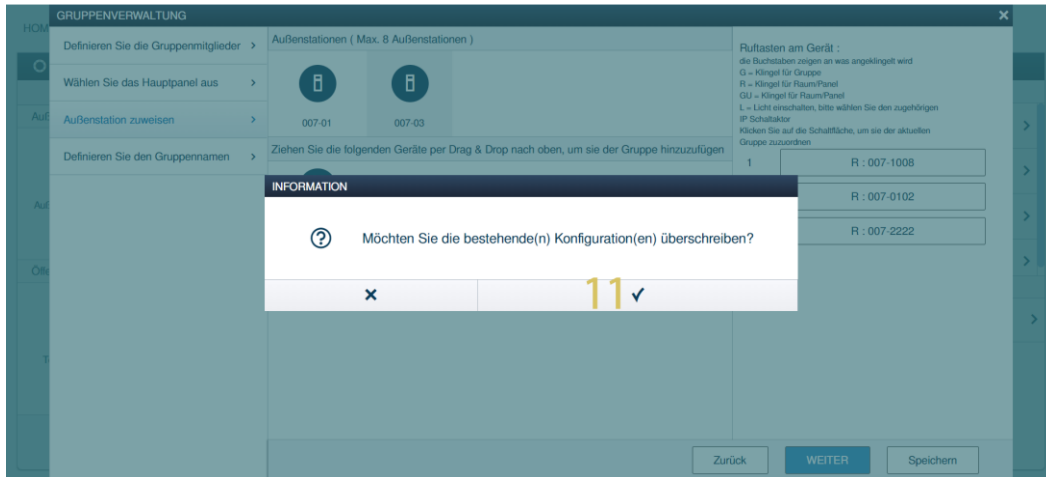 GRUPPENVERWALTUNG
HOM
Definieren Sie die Gruppenmitglieder
Wählen Sie das Hauptpanel aus
Außenstation zuweisen
Definieren Sie den Gruppennamen
Außenstationen ( Max. 8 Außenstationen )
007-01
007-03
Ziehen Sie die folgenden Geräte per Drag & Drop nach oben, um sie der Gruppe hinzuzufügen
Ruftasten am Gerät :
die Buchstaben zeigen an was angeklingelt wird
G = Klingel für Gruppe
R = Klingel für Raum/Panel
GU = Klingel für Raum/Panel
L = Licht einschalten, bitte wählen Sie den zugehörigen
IP Schaltaktor
Klicken Sie auf die Schaltfläche, um sie der aktuellen
Gruppe zuzuordnen
1 R : 007-1008
R : 007-0102
R : 007-2222
INFORMATION
Möchten Sie die bestehende(n) Konfiguration(en) überschreiben?
11
Zurück
WEITER
Speichern